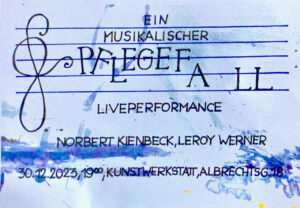 EIN
MUSIKALISCHER
PFLEGEFALL
LIVEPERFORMANCE
NORBERT KIENBECK, LEROY WERNER
30.12.2023, 19⁰⁰, KUNSTWERKSTATT, ALBRECHTSG. 18